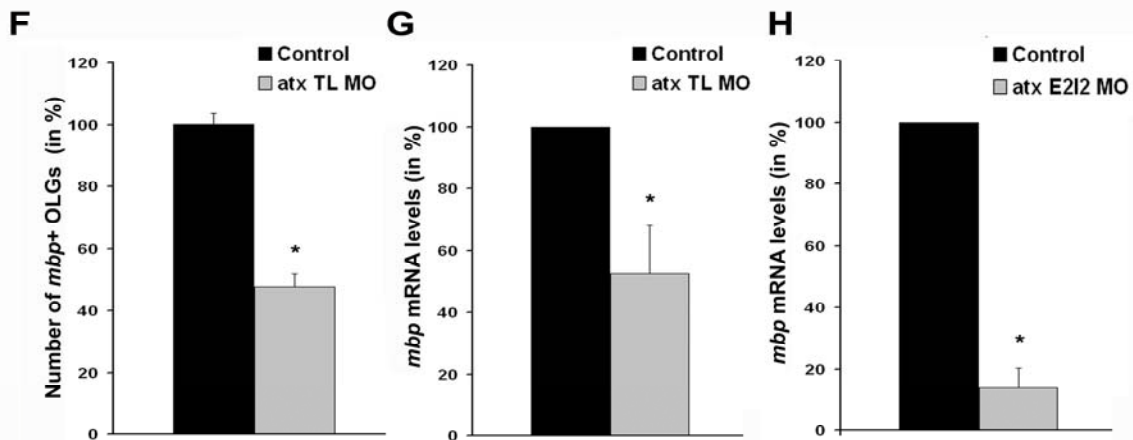 F
Control
atx TL MO
Number of mbp+ OLGs (in %)
120
100
80
60
40
20
0
*
G
Control
atx TL MO
mbp mRNA levels (in %)
120
100
80
60
40
20
0
*
H
Control
atx E2I2 MO
mbp mRNA levels (in %)
120
100
80
60
40
20
0
*